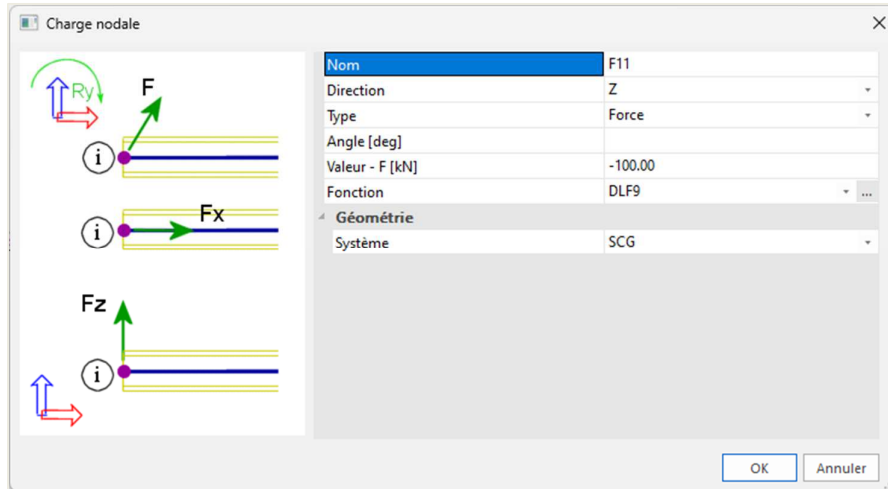 Charge nodale
Ry
F
i
Fx
i
Fz
i
Nom F11
Direction Z
Type Force
Angle [deg]
Valeur - F [kN] -100.00
Fonction DLF9 ...
Géométrie
Système SCG
OK Annuler